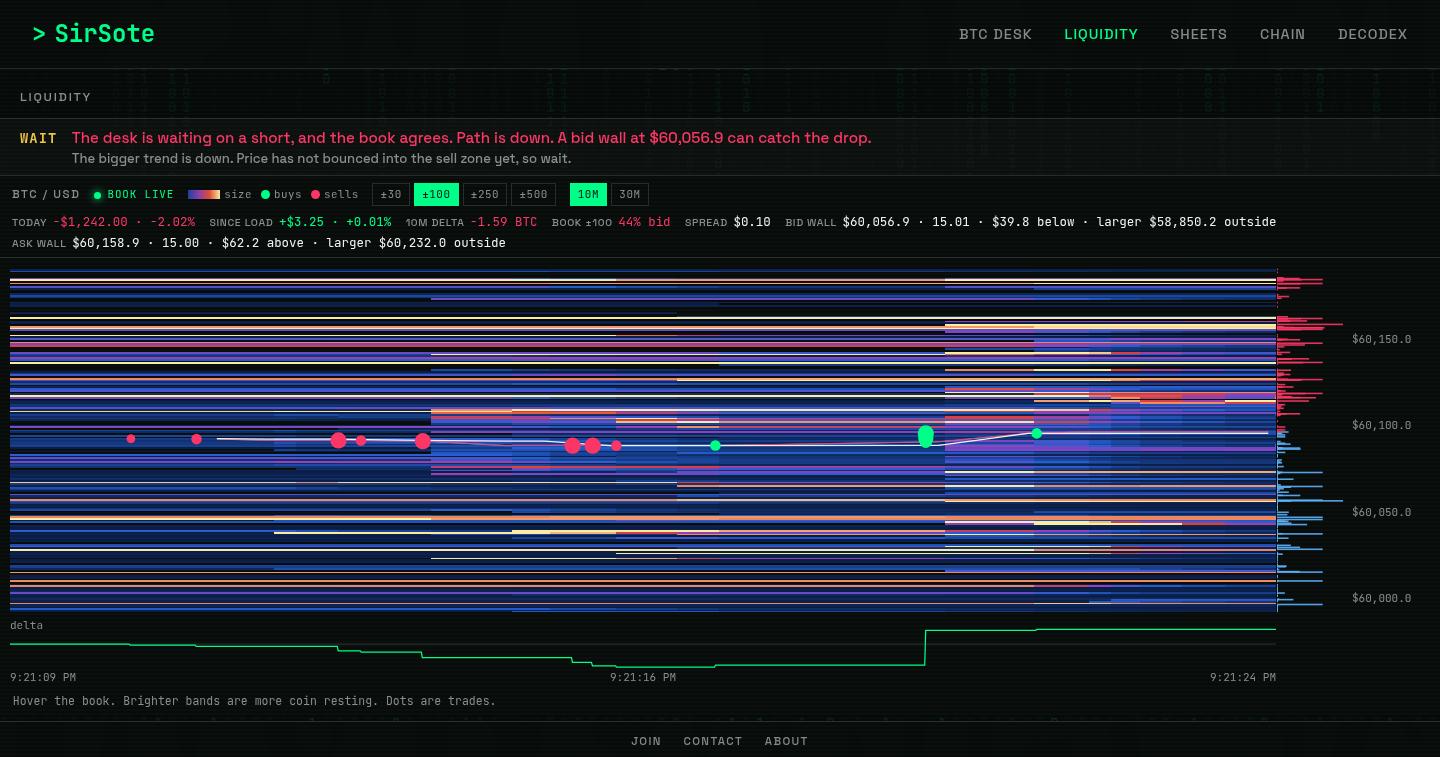 > SirSote
BTC DESK LIQUIDITY SHEETS CHAIN DECODEX
LIQUIDITY
WAIT The desk is waiting on a short, and the book agrees. Path is down. A bid wall at $60,056.9 can catch the drop.
The bigger trend is down. Price has not bounced into the sell zone yet, so wait.
BTC / USD BOOK LIVE size buys sells ±30 ±100 ±250 ±500 10M 30M
TODAY -$1,242.00 · -2.02% SINCE LOAD +$3.25 · +0.01% 10M DELTA -1.59 BTC BOOK ±100 44% bid SPREAD $0.10 BID WALL $60,056.9 · 15.01 · $39.8 below · larger $58,850.2 outside
ASK WALL $60,158.9 · 15.00 · $62.2 above · larger $60,232.0 outside
$60,150.0
$60,100.0
$60,050.0
$60,000.0
delta
9:21:09 PM 9:21:16 PM 9:21:24 PM
Hover the book. Brighter bands are more coin resting. Dots are trades.
JOIN CONTACT ABOUT